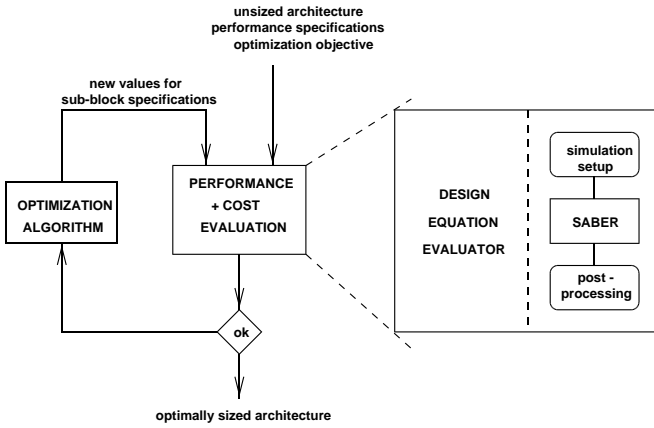 unsized architecture
performance specifications
optimization objective
new values for
sub-block specifications
OPTIMIZATION
ALGORITHM
PERFORMANCE
+ COST
EVALUATION
ok
optimally sized architecture
DESIGN
EQUATION
EVALUATOR
simulation
setup
SABER
post -
processing